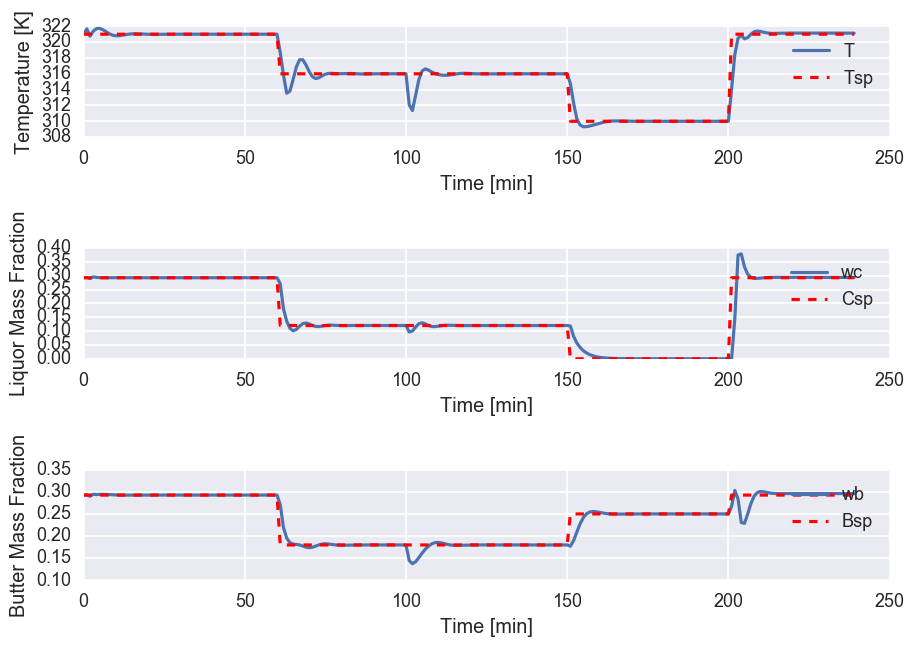 Temperature [K]
322
320
318
316
314
312
310
308
T
Tsp
0 50 100 150 200 250
Time [min]
Liquor Mass Fraction
0.40
0.35
0.30
0.25
0.20
0.15
0.10
0.05
0.00
wc
Csp
0 50 100 150 200 250
Time [min]
Butter Mass Fraction
0.35
0.30
0.25
0.20
0.15
0.10
wb
Bsp
0 50 100 150 200 250
Time [min]